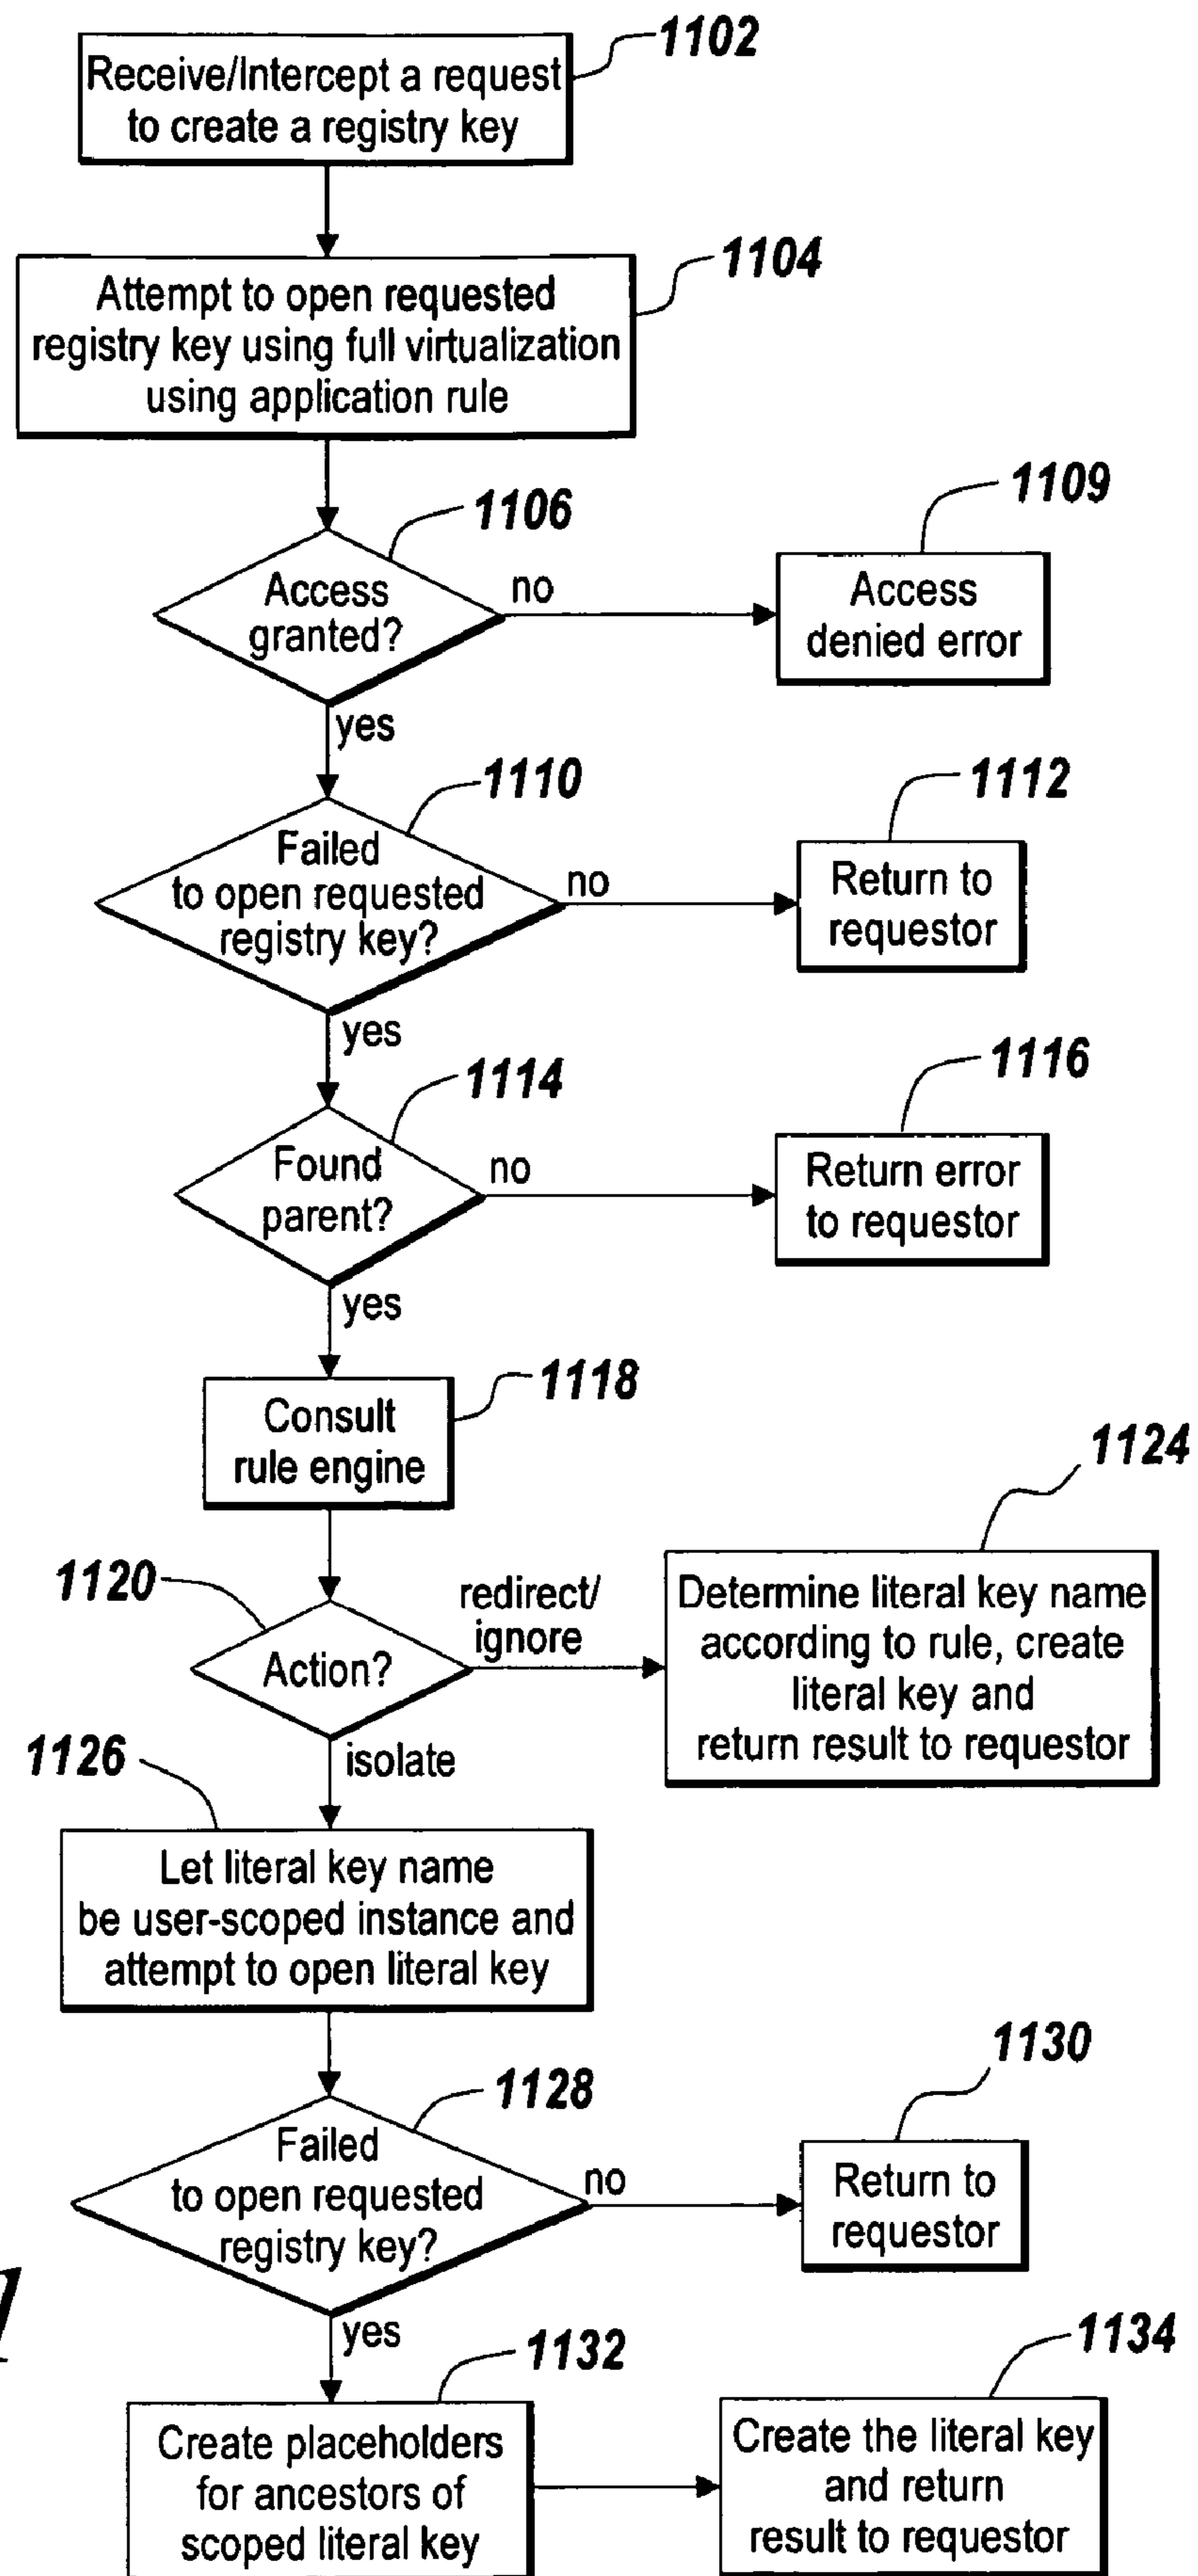 1102
Receive/Intercept a request
to create a registry key
1104
Attempt to open requested
registry key using full virtualization
using application rule
1106
Access
granted?
no
1109
Access
denied error
yes
1110
Failed
to open requested
registry key?
no
1112
Return to
requestor
yes
1114
Found
parent?
no
1116
Return error
to requestor
yes
1118
Consult
rule engine
1120
Action?
redirect/
ignore
1124
Determine literal key name
according to rule, create
literal key and
return result to requestor
isolate
1126
Let literal key name
be user-scoped instance and
attempt to open literal key
1128
Failed
to open requested
registry key?
no
1130
Return to
requestor
yes
1132
Create placeholders
for ancestors of
scoped literal key
1134
Create the literal key
and return
result to requestor